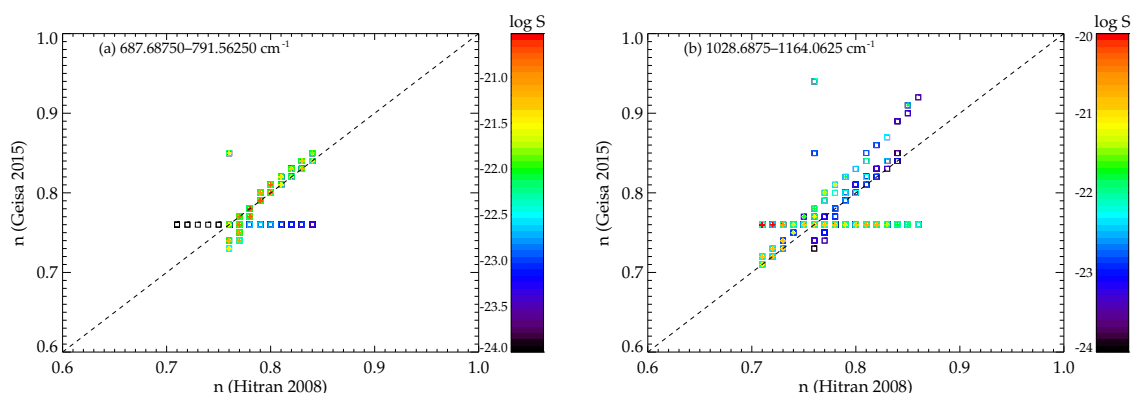 log S
(a) 687.68750–791.56250 cm-1
1.0
0.9
0.8
0.7
0.6
n (Geisa 2015)
0.6 0.7 0.8 0.9 1.0
n (Hitran 2008)
-21.0
-21.5
-22.0
-22.5
-23.0
-23.5
-24.0
log S
(b) 1028.6875–1164.0625 cm-1
1.0
0.9
0.8
0.7
0.6
n (Geisa 2015)
0.6 0.7 0.8 0.9 1.0
n (Hitran 2008)
-20
-21
-22
-23
-24